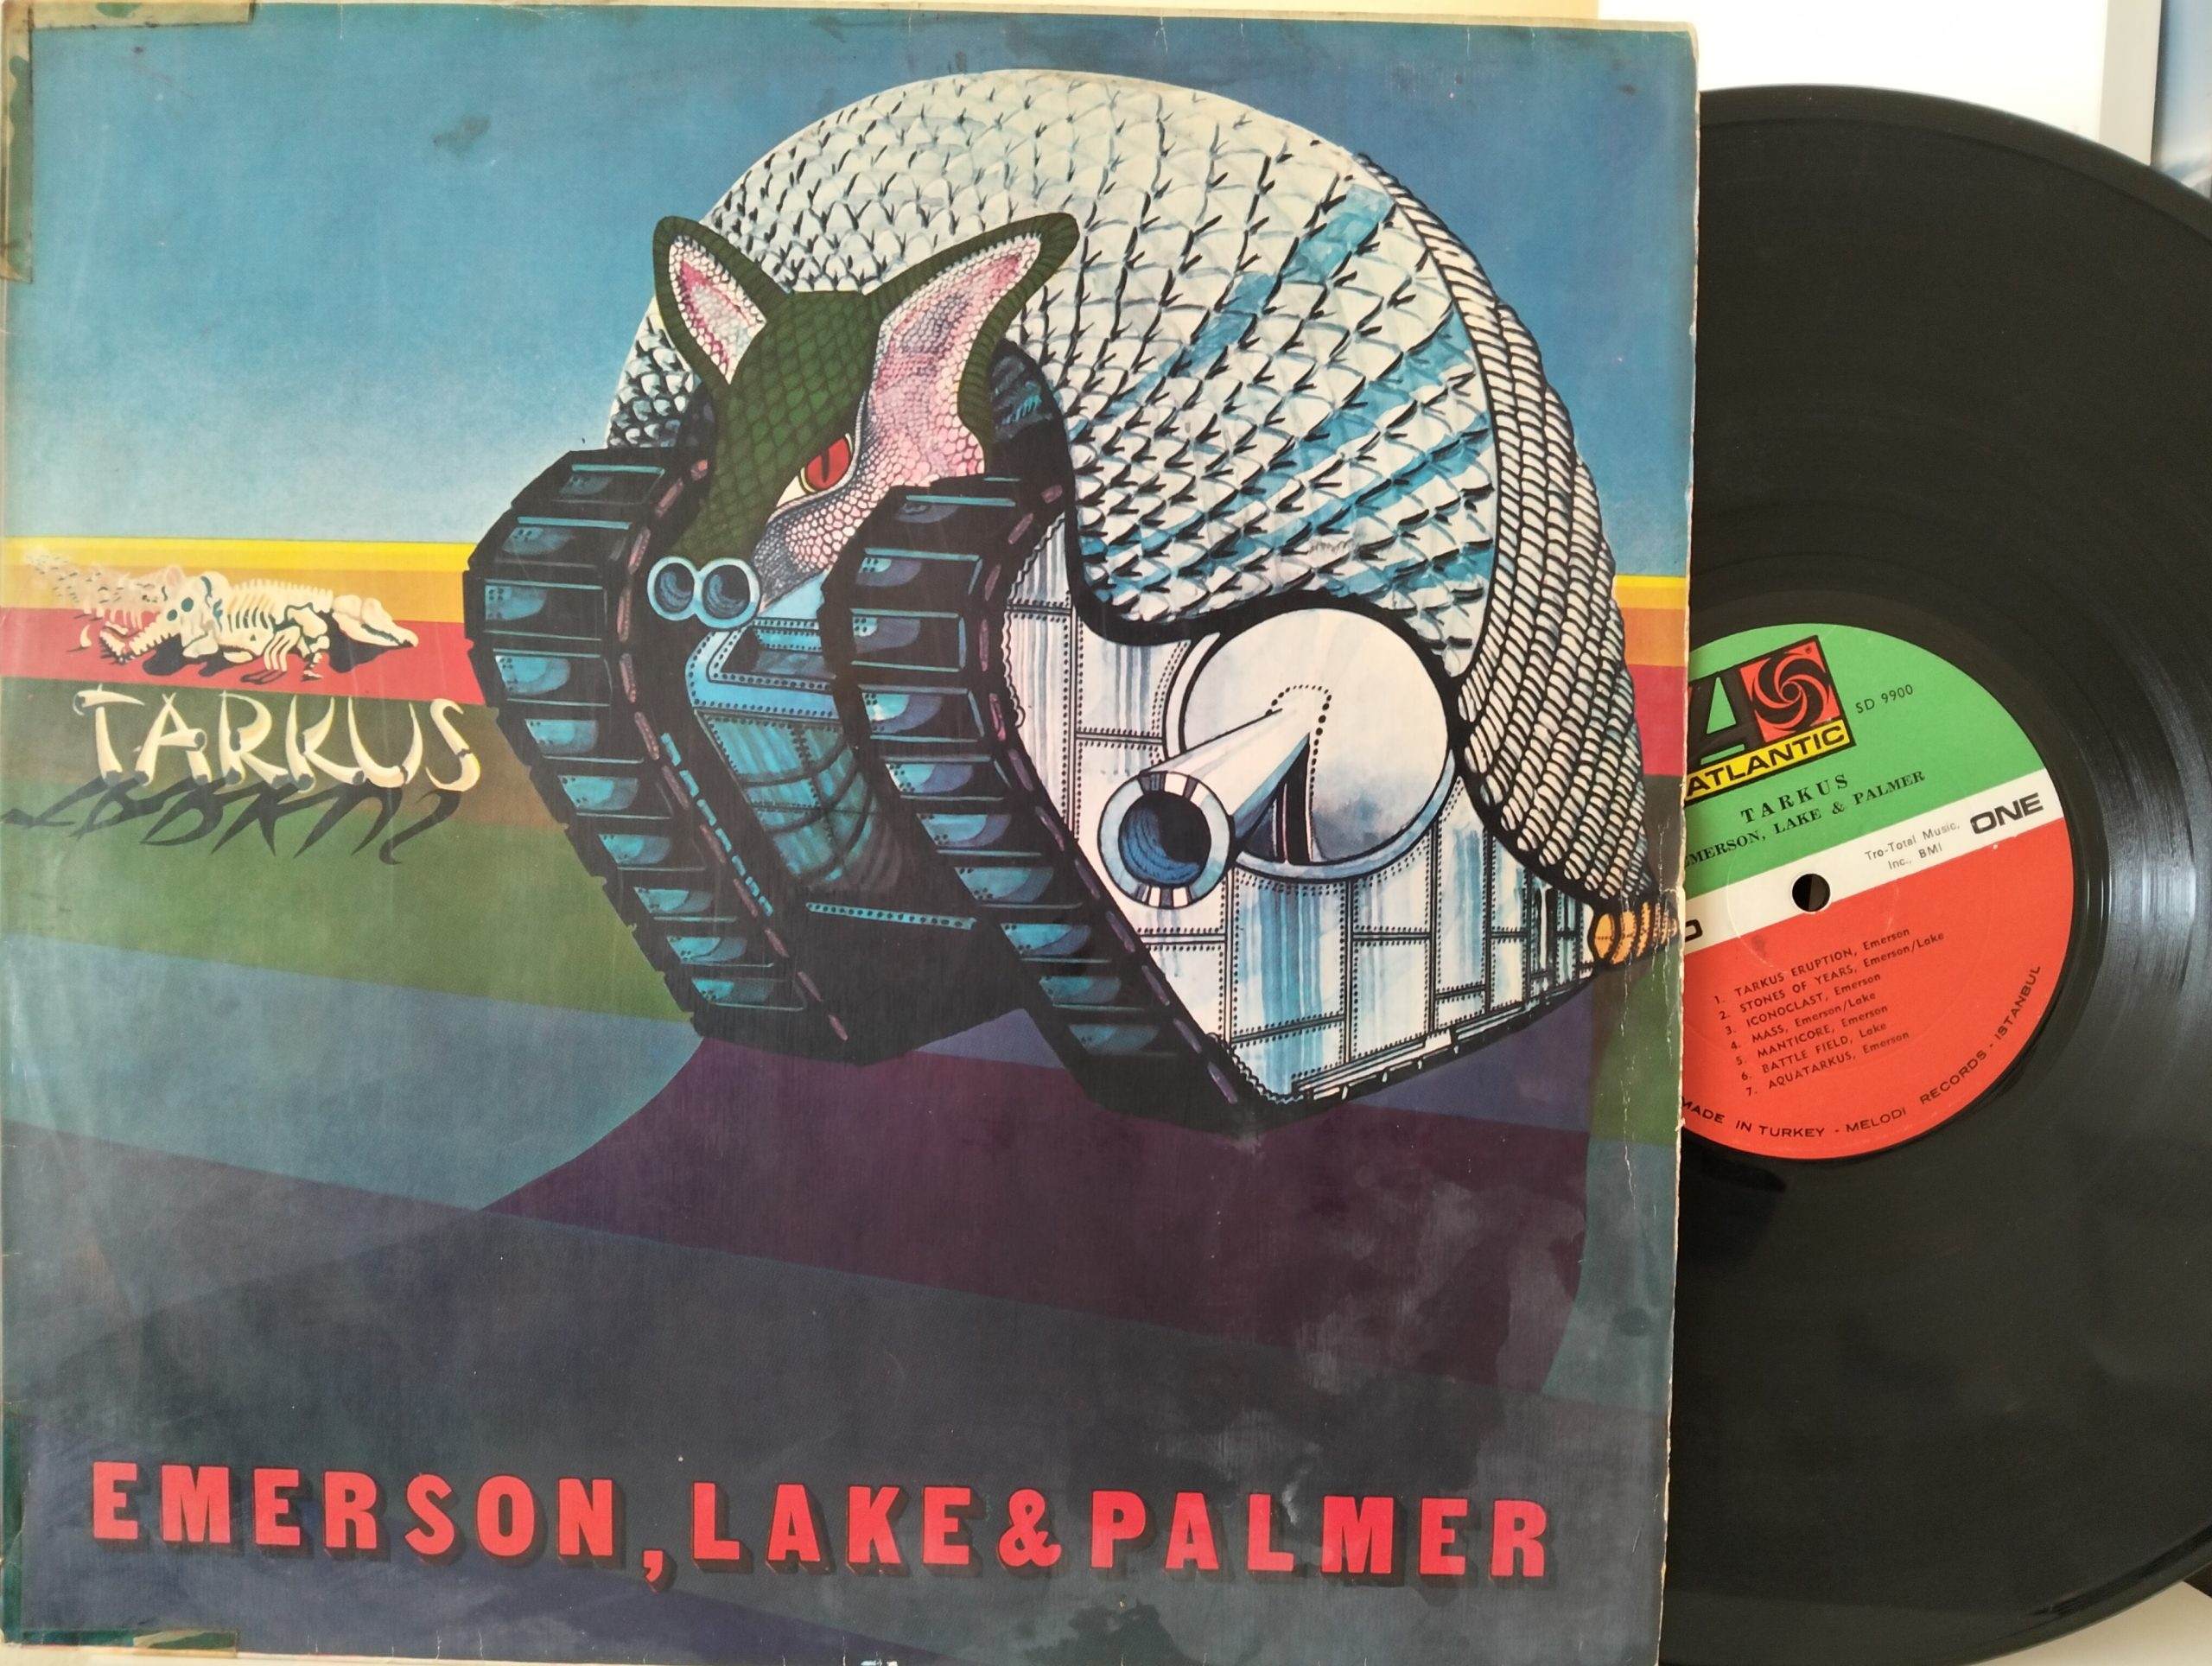 TARKUS
EMERSON, LAKE & PALMER
ATLANTIC
®
SD 9900
TARKUS
EMERSON, LAKE & PALMER
ONE
Tro-Total Music,
Inc., BMI
1. TARKUS ERUPTION, Emerson
2. STONES OF YEARS, Emerson/Lake
3. ICONOCLAST, Emerson
4. MASS, Emerson/Lake
5. MANTICORE, Emerson
6. BATTLE FIELD, Lake
7. AQUATARKUS, Emerson
MADE IN TURKEY - MELODI RECORDS - ISTANBUL